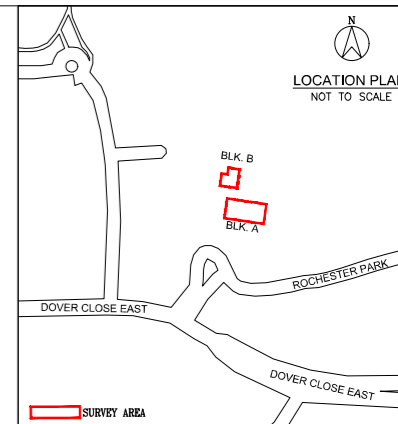 N
LOCATION PLA
NOT TO SCALE
BLK. B
BLK. A
ROCHESTER PARK
DOVER CLOSE EAST
DOVER CLOSE EAST
SURVEY AREA